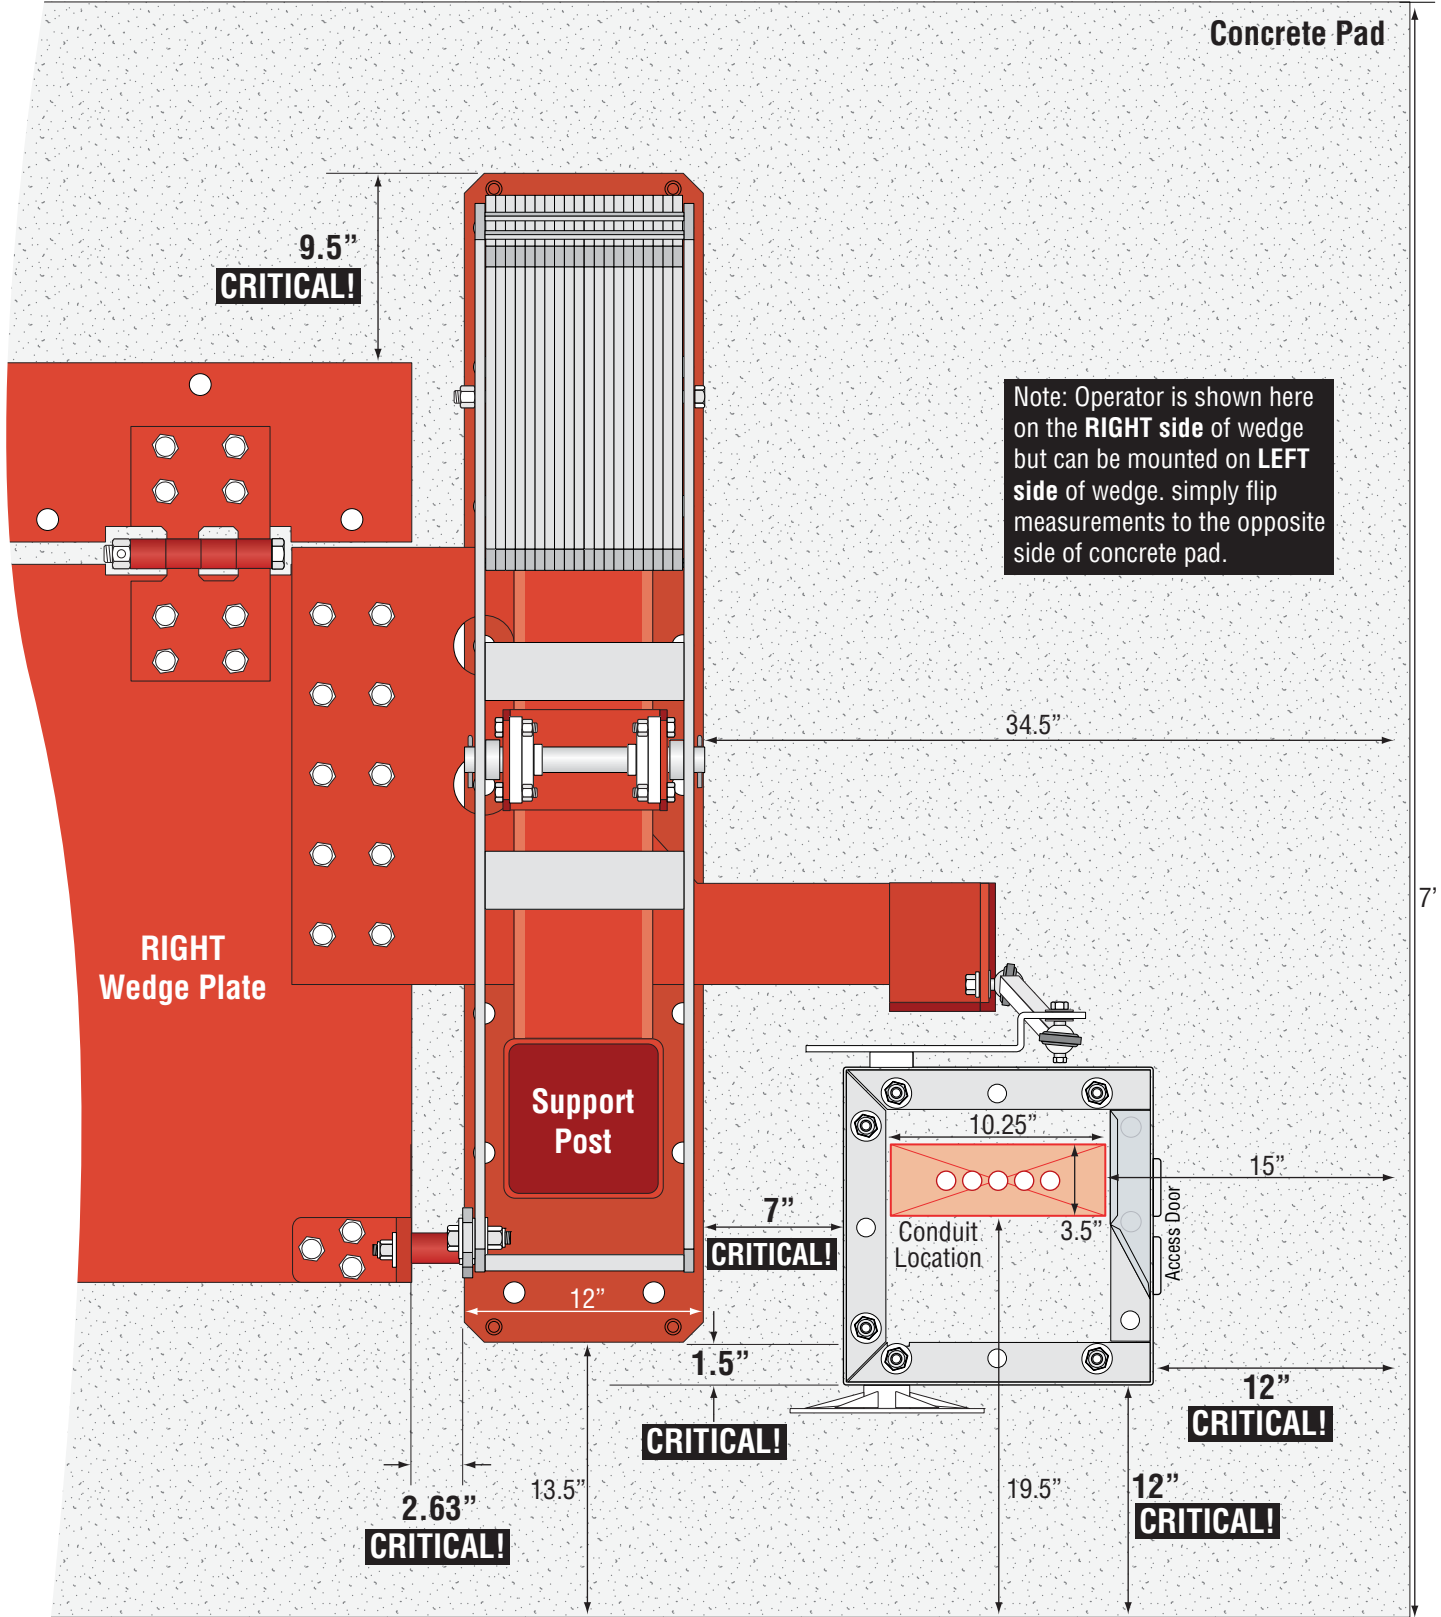 Concrete Pad
9.5”
CRITICAL!
Note: Operator is shown here
on the RIGHT side of wedge
but can be mounted on LEFT
side of wedge. simply flip
measurements to the opposite
side of concrete pad.
34.5”
7’
RIGHT
Wedge Plate
Support
Post
10.25”
15”
3.5”
Conduit
Location
Access Door
7”
CRITICAL!
12”
1.5”
CRITICAL!
12”
CRITICAL!
2.63”
CRITICAL!
13.5”
19.5”
12”
CRITICAL!